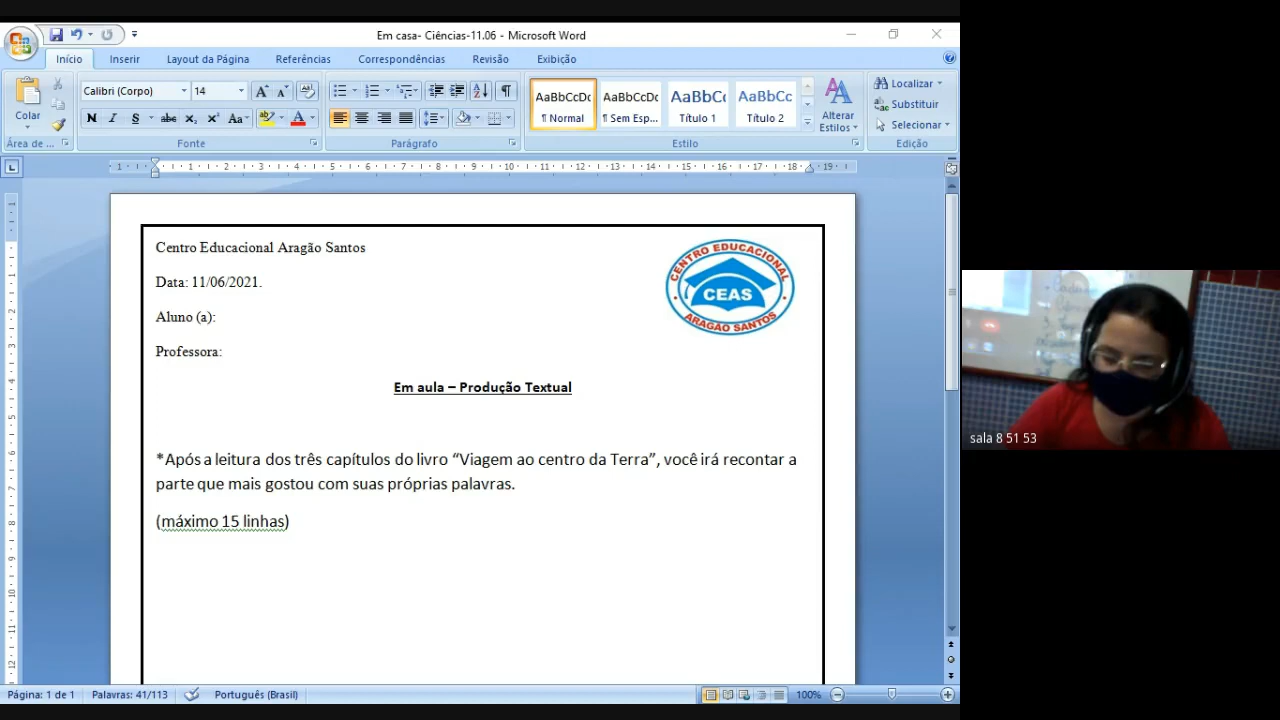 Em casa- Ciências-11.06 - Microsoft Word
Início Inserir Layout da Página Referências Correspondências Revisão Exibição
Colar
Calibri (Corpo) 14
AaBbCcDc AaBbCcDc AaBbCc AaBbCc
¶ Normal ¶ Sem Esp... Título 1 Título 2
Alterar
Estilos
Localizar
Substituir
Selecionar
Área de ... Fonte Parágrafo Estilo Edição
Centro Educacional Aragão Santos
Data: 11/06/2021.
Aluno (a):
Professora:
CENTRO EDUCACIONAL
CEAS
ARAGÃO SANTOS
Em aula – Produção Textual
*Após a leitura dos três capítulos do livro “Viagem ao centro da Terra”, você irá recontar a
parte que mais gostou com suas próprias palavras.
(máximo 15 linhas)
Página: 1 de 1 Palavras: 41/113 Português (Brasil) 100%
sala 8 51 53